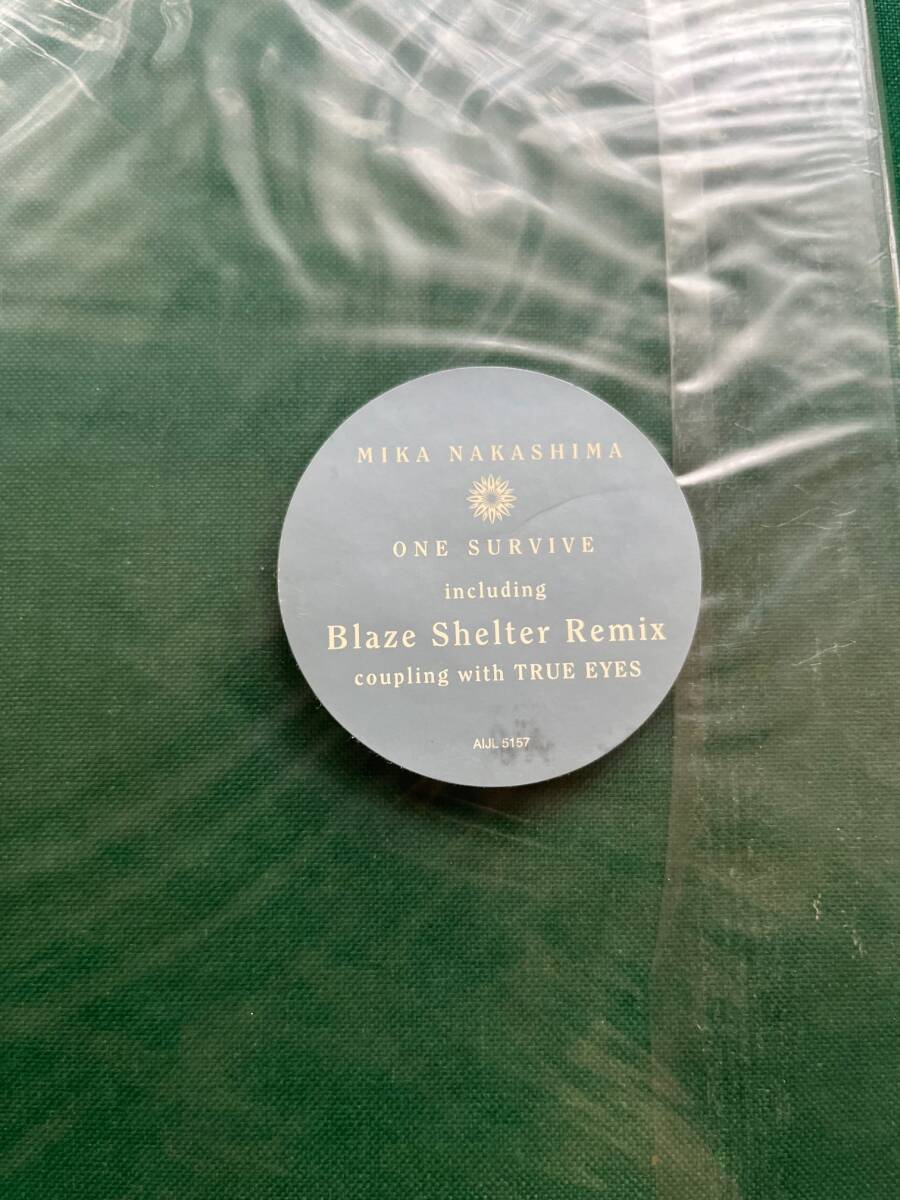 MIKA NAKASHIMA
ONE SURVIVE
including
Blaze Shelter Remix
coupling with TRUE EYES
AIJL 5157